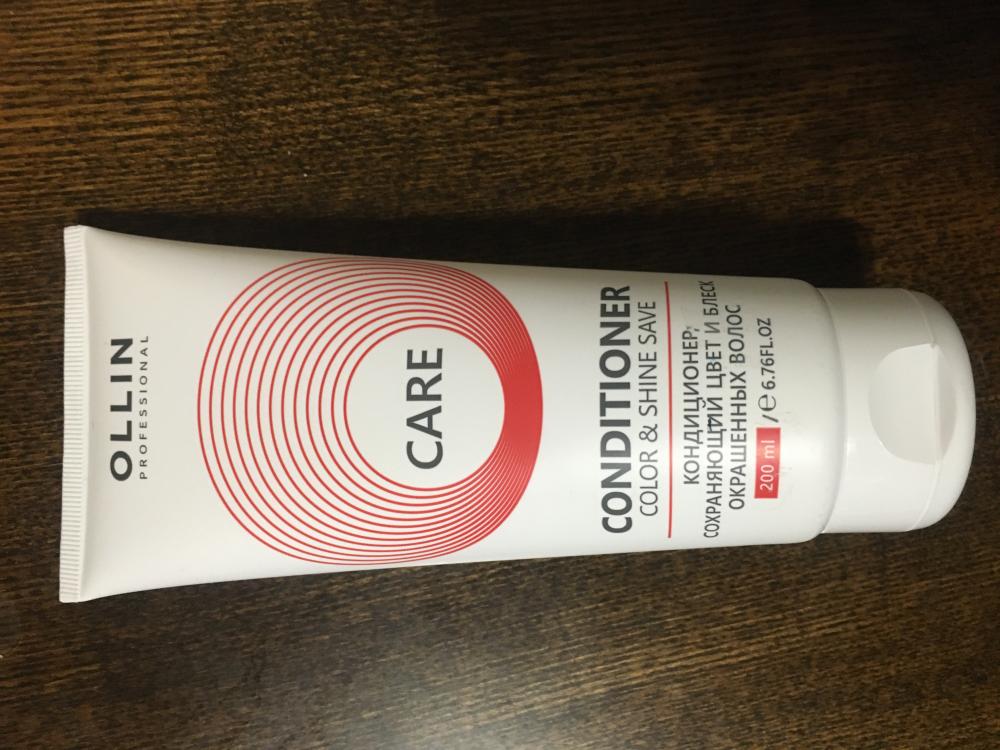 OLLIN
PROFESSIONAL
CARE
CONDITIONER
COLOR & SHINE SAVE
КОНДИЦИОНЕР,
СОХРАНЯЮЩИЙ ЦВЕТ И БЛЕСК
ОКРАШЕННЫХ ВОЛОС
200 ml /℮ 6.76FL.OZ